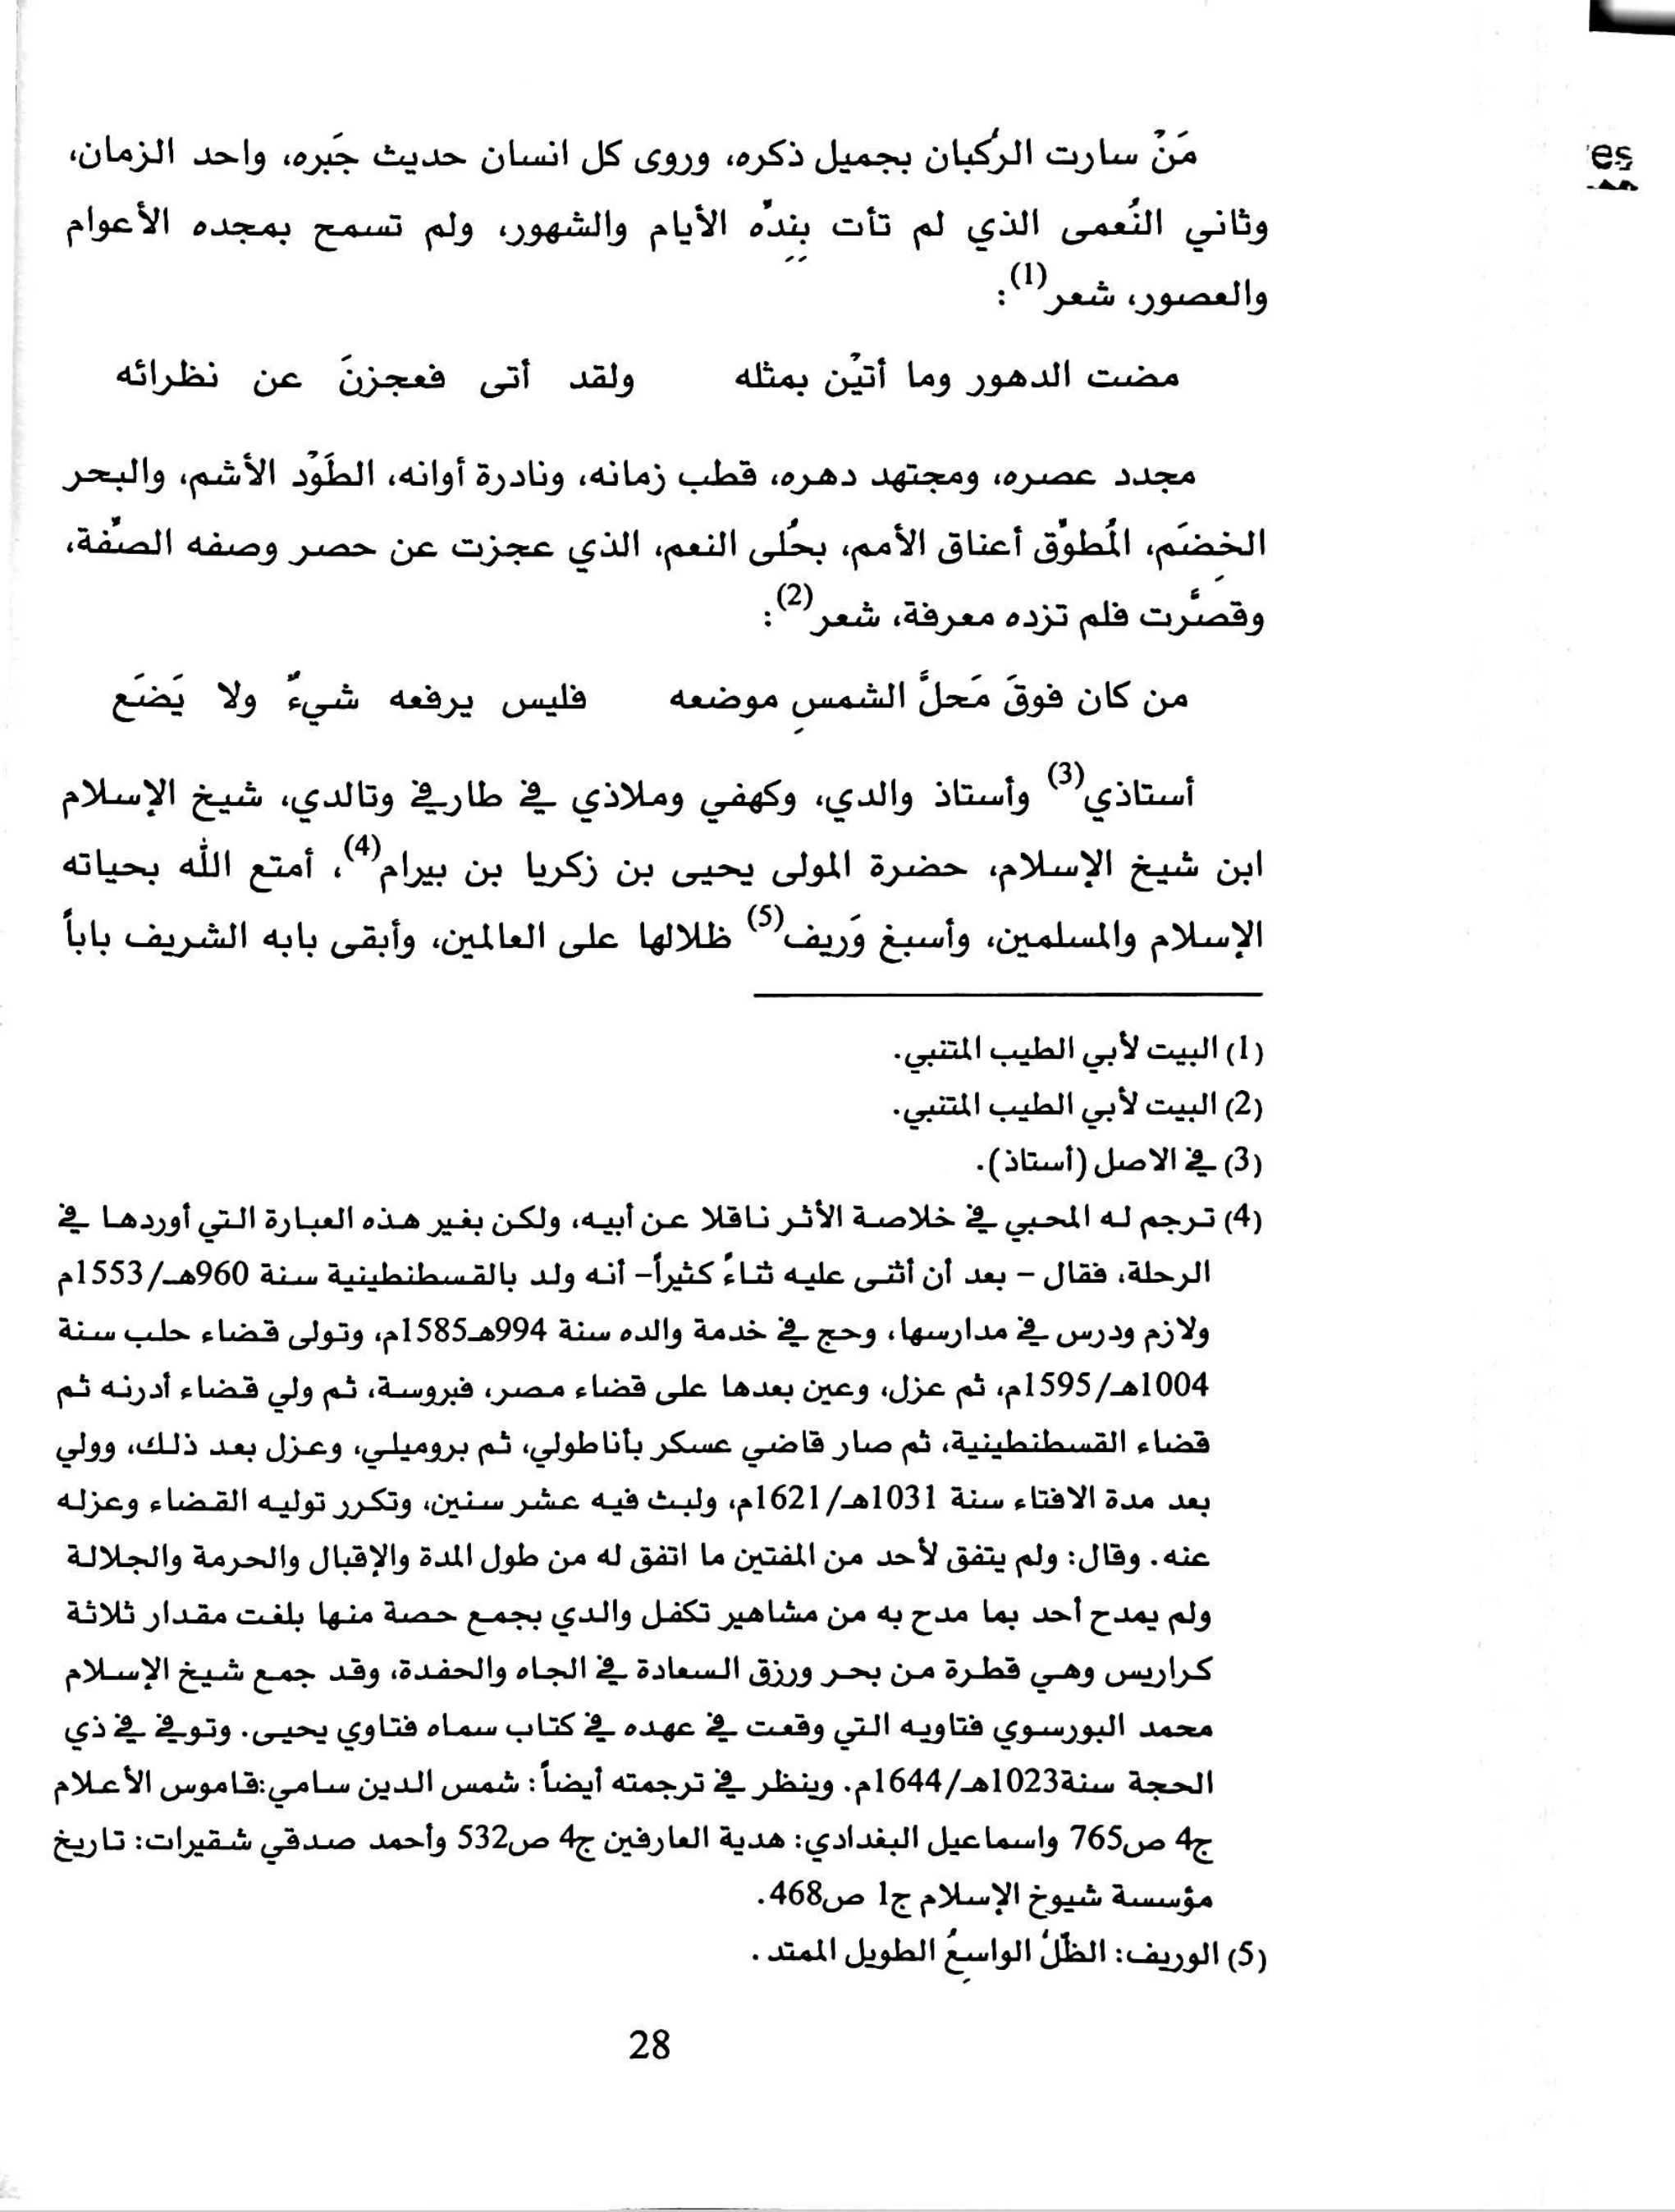 مَنْ سارت الرُكبان بجميل ذكره، وروى كل انسان حديث جَبره، واحد الزمان،
وثاني النُعمى الذي لم تأت بِندِّه الأيام والشهور، ولم تسمح بمجده الأعوام
والعصور، شعر(1):
مضت الدهور وما أتيْن بمثله ولقد أتى فعجزنَ عن نظرائه
مجدد عصره، ومجتهد دهره، قطب زمانه، ونادرة أوانه، الطَوْد الأشم، والبحر
الخِضَم، المُطوِّق أعناق الأمم، بحُلى النعم، الذي عجزت عن حصر وصفه الصِّفة،
وقصَّرت فلم تزده معرفة، شعر(2):
من كان فوقَ مَحلَّ الشمسِ موضعه فليس يرفعه شيءٌ ولا يَضَع
أستاذي(3) وأستاذ والدي، وكهفي وملاذي في طارفي وتالدي، شيخ الإسلام
ابن شيخ الإسلام، حضرة المولى يحيى بن زكريا بن بيرام(4)، أمتع الله بحياته
الإسلام والمسلمين، وأسبغ وَريف(5) ظلالها على العالمين، وأبقى بابه الشريف باباً
(1) البيت لأبي الطيب المتنبي.
(2) البيت لأبي الطيب المتنبي.
(3) في الاصل (أستاذ).
(4) ترجم له المحبي في خلاصة الأثر ناقلا عن أبيه، ولكن بغير هذه العبارة التي أوردها في
الرحلة، فقال – بعد أن أثنى عليه ثناءً كثيراً– أنه ولد بالقسطنطينية سنة 960هـ/1553م
ولازم ودرس في مدارسها، وحج في خدمة والده سنة 994هـ1585م، وتولى قضاء حلب سنة
1004هـ/1595م، ثم عزل، وعين بعدها على قضاء مصر، فبروسة، ثم ولي قضاء أدرنه ثم
قضاء القسطنطينية، ثم صار قاضي عسكر بأناطولي، ثم بروميلي، وعزل بعد ذلك، وولي
بعد مدة الافتاء سنة 1031هـ/1621م، ولبث فيه عشر سنين، وتكرر توليه القضاء وعزله
عنه. وقال: ولم يتفق لأحد من المفتين ما اتفق له من طول المدة والإقبال والحرمة والجلالة
ولم يمدح أحد بما مدح به من مشاهير تكفل والدي بجمع حصة منها بلغت مقدار ثلاثة
كراريس وهي قطرة من بحر ورزق السعادة في الجاه والحفدة، وقد جمع شيخ الإسلام
محمد البورسوي فتاويه التي وقعت في عهده في كتاب سماه فتاوي يحيى. وتوفي في ذي
الحجة سنة1023هـ/1644م. وينظر في ترجمته أيضاً: شمس الدين سامي:قاموس الأعلام
ج4 ص765 واسماعيل البغدادي: هدية العارفين ج4 ص532 وأحمد صدقي شقيرات: تاريخ
مؤسسة شيوخ الإسلام ج1 ص468.
(5) الوريف: الظّلُ الواسِعُ الطويل الممتد.
28